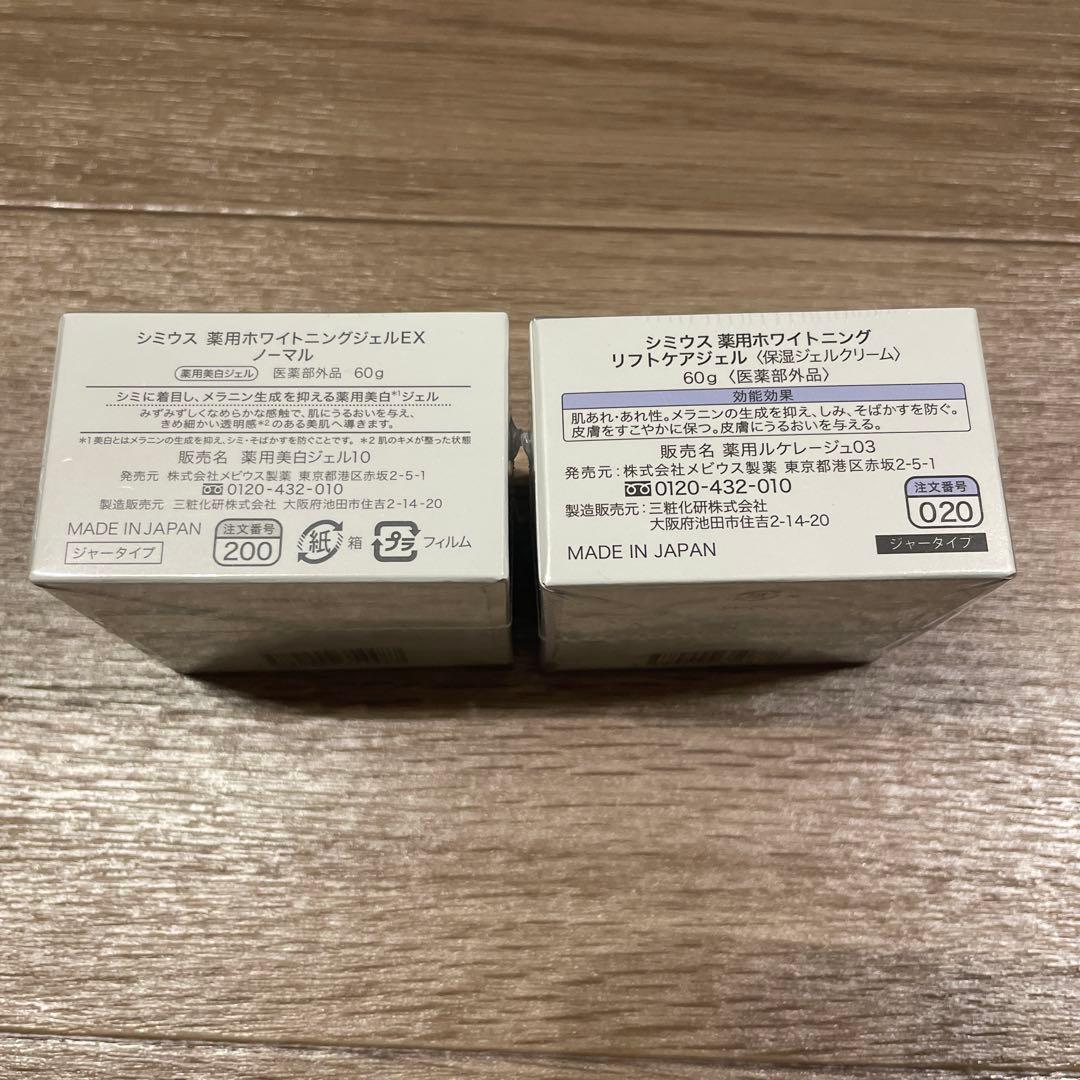 シミウス 薬用ホワイトニングジェルEX
ノーマル
薬用美白ジェル 医薬部外品 60g
シミに着目し、メラニン生成を抑える薬用美白*1ジェル
みずみずしくなめらかな感触で、肌にうるおいを与え、
きめ細かい透明感*2のある美肌へ導きます。
*1 美白とはメラニンの生成を抑え、シミ・そばかすを防ぐことです。 *2 肌のキメが整った状態
販売名 薬用美白ジェル10
発売元 株式会社メビウス製薬 東京都港区赤坂2-5-1
0120-432-010
製造販売元 三粧化研株式会社 大阪府池田市住吉2-14-20
MADE IN JAPAN
ジャータイプ
注文番号
200
紙 箱
プラ フィルム
シミウス 薬用ホワイトニング
リフトケアジェル〈保湿ジェルクリーム〉
60g〈医薬部外品〉
効能効果
肌あれ・あれ性。メラニンの生成を抑え、しみ、そばかすを防ぐ。
皮膚をすこやかに保つ。皮膚にうるおいを与える。
販売名 薬用ルケレージュ03
発売元:株式会社メビウス製薬 東京都港区赤坂2-5-1
0120-432-010
製造販売元:三粧化研株式会社
大阪府池田市住吉2-14-20
MADE IN JAPAN
注文番号
020
ジャータイプ